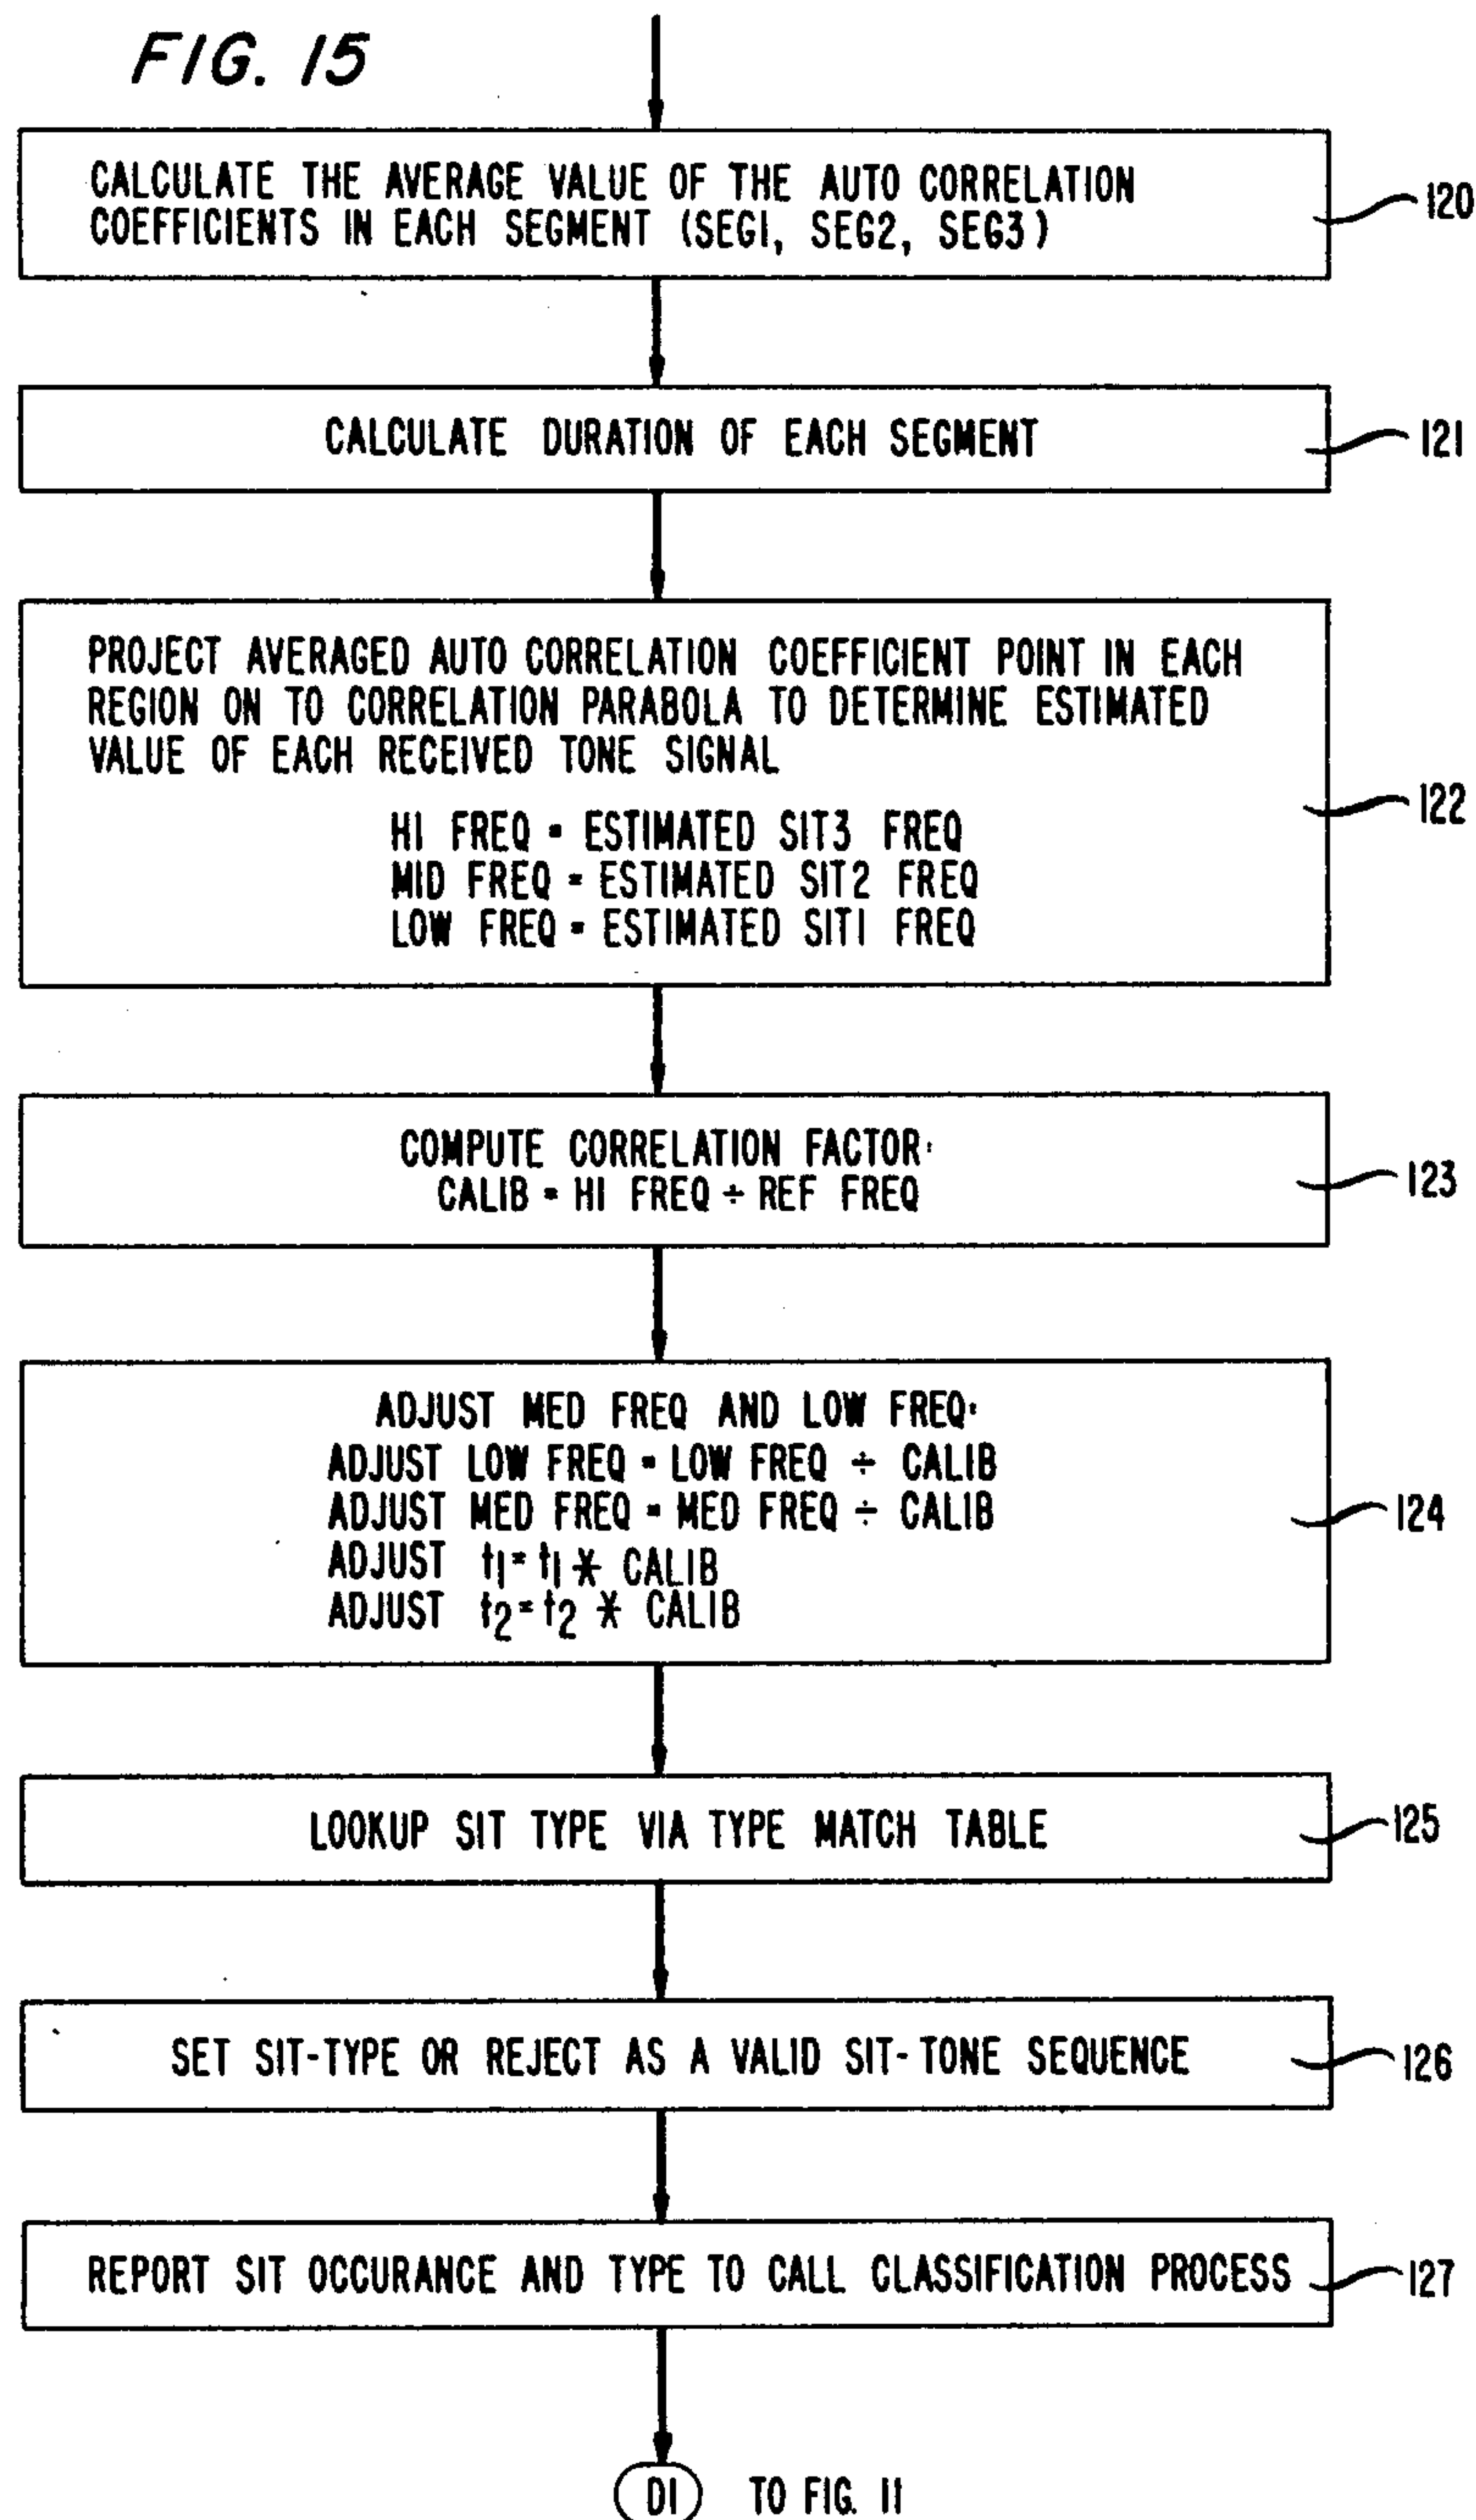 FIG. 15
CALCULATE THE AVERAGE VALUE OF THE AUTO CORRELATION
COEFFICIENTS IN EACH SEGMENT (SEG1, SEG2, SEG3)
120
CALCULATE DURATION OF EACH SEGMENT
121
PROJECT AVERAGED AUTO CORRELATION COEFFICIENT POINT IN EACH
REGION ON TO CORRELATION PARABOLA TO DETERMINE ESTIMATED
VALUE OF EACH RECEIVED TONE SIGNAL
HI FREQ = ESTIMATED SIT3 FREQ
MID FREQ = ESTIMATED SIT2 FREQ
LOW FREQ = ESTIMATED SIT1 FREQ
122
COMPUTE CORRELATION FACTOR:
CALIB = HI FREQ ÷ REF FREQ
123
ADJUST MED FREQ AND LOW FREQ:
ADJUST LOW FREQ = LOW FREQ ÷ CALIB
ADJUST MED FREQ = MED FREQ ÷ CALIB
ADJUST t1 = t1 * CALIB
ADJUST t2 = t2 * CALIB
124
LOOKUP SIT TYPE VIA TYPE MATCH TABLE
125
SET SIT-TYPE OR REJECT AS A VALID SIT-TONE SEQUENCE
126
REPORT SIT OCCURANCE AND TYPE TO CALL CLASSIFICATION PROCESS
127
D1 TO FIG. 11